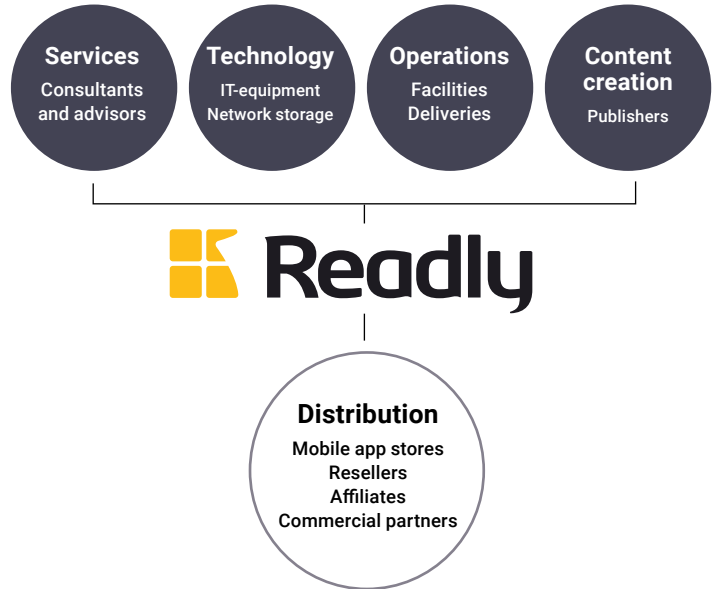 Services
Consultants
and advisors
Technology
IT-equipment
Network storage
Operations
Facilities
Deliveries
Content
creation
Publishers
Readly
Distribution
Mobile app stores
Resellers
Affiliates
Commercial partners